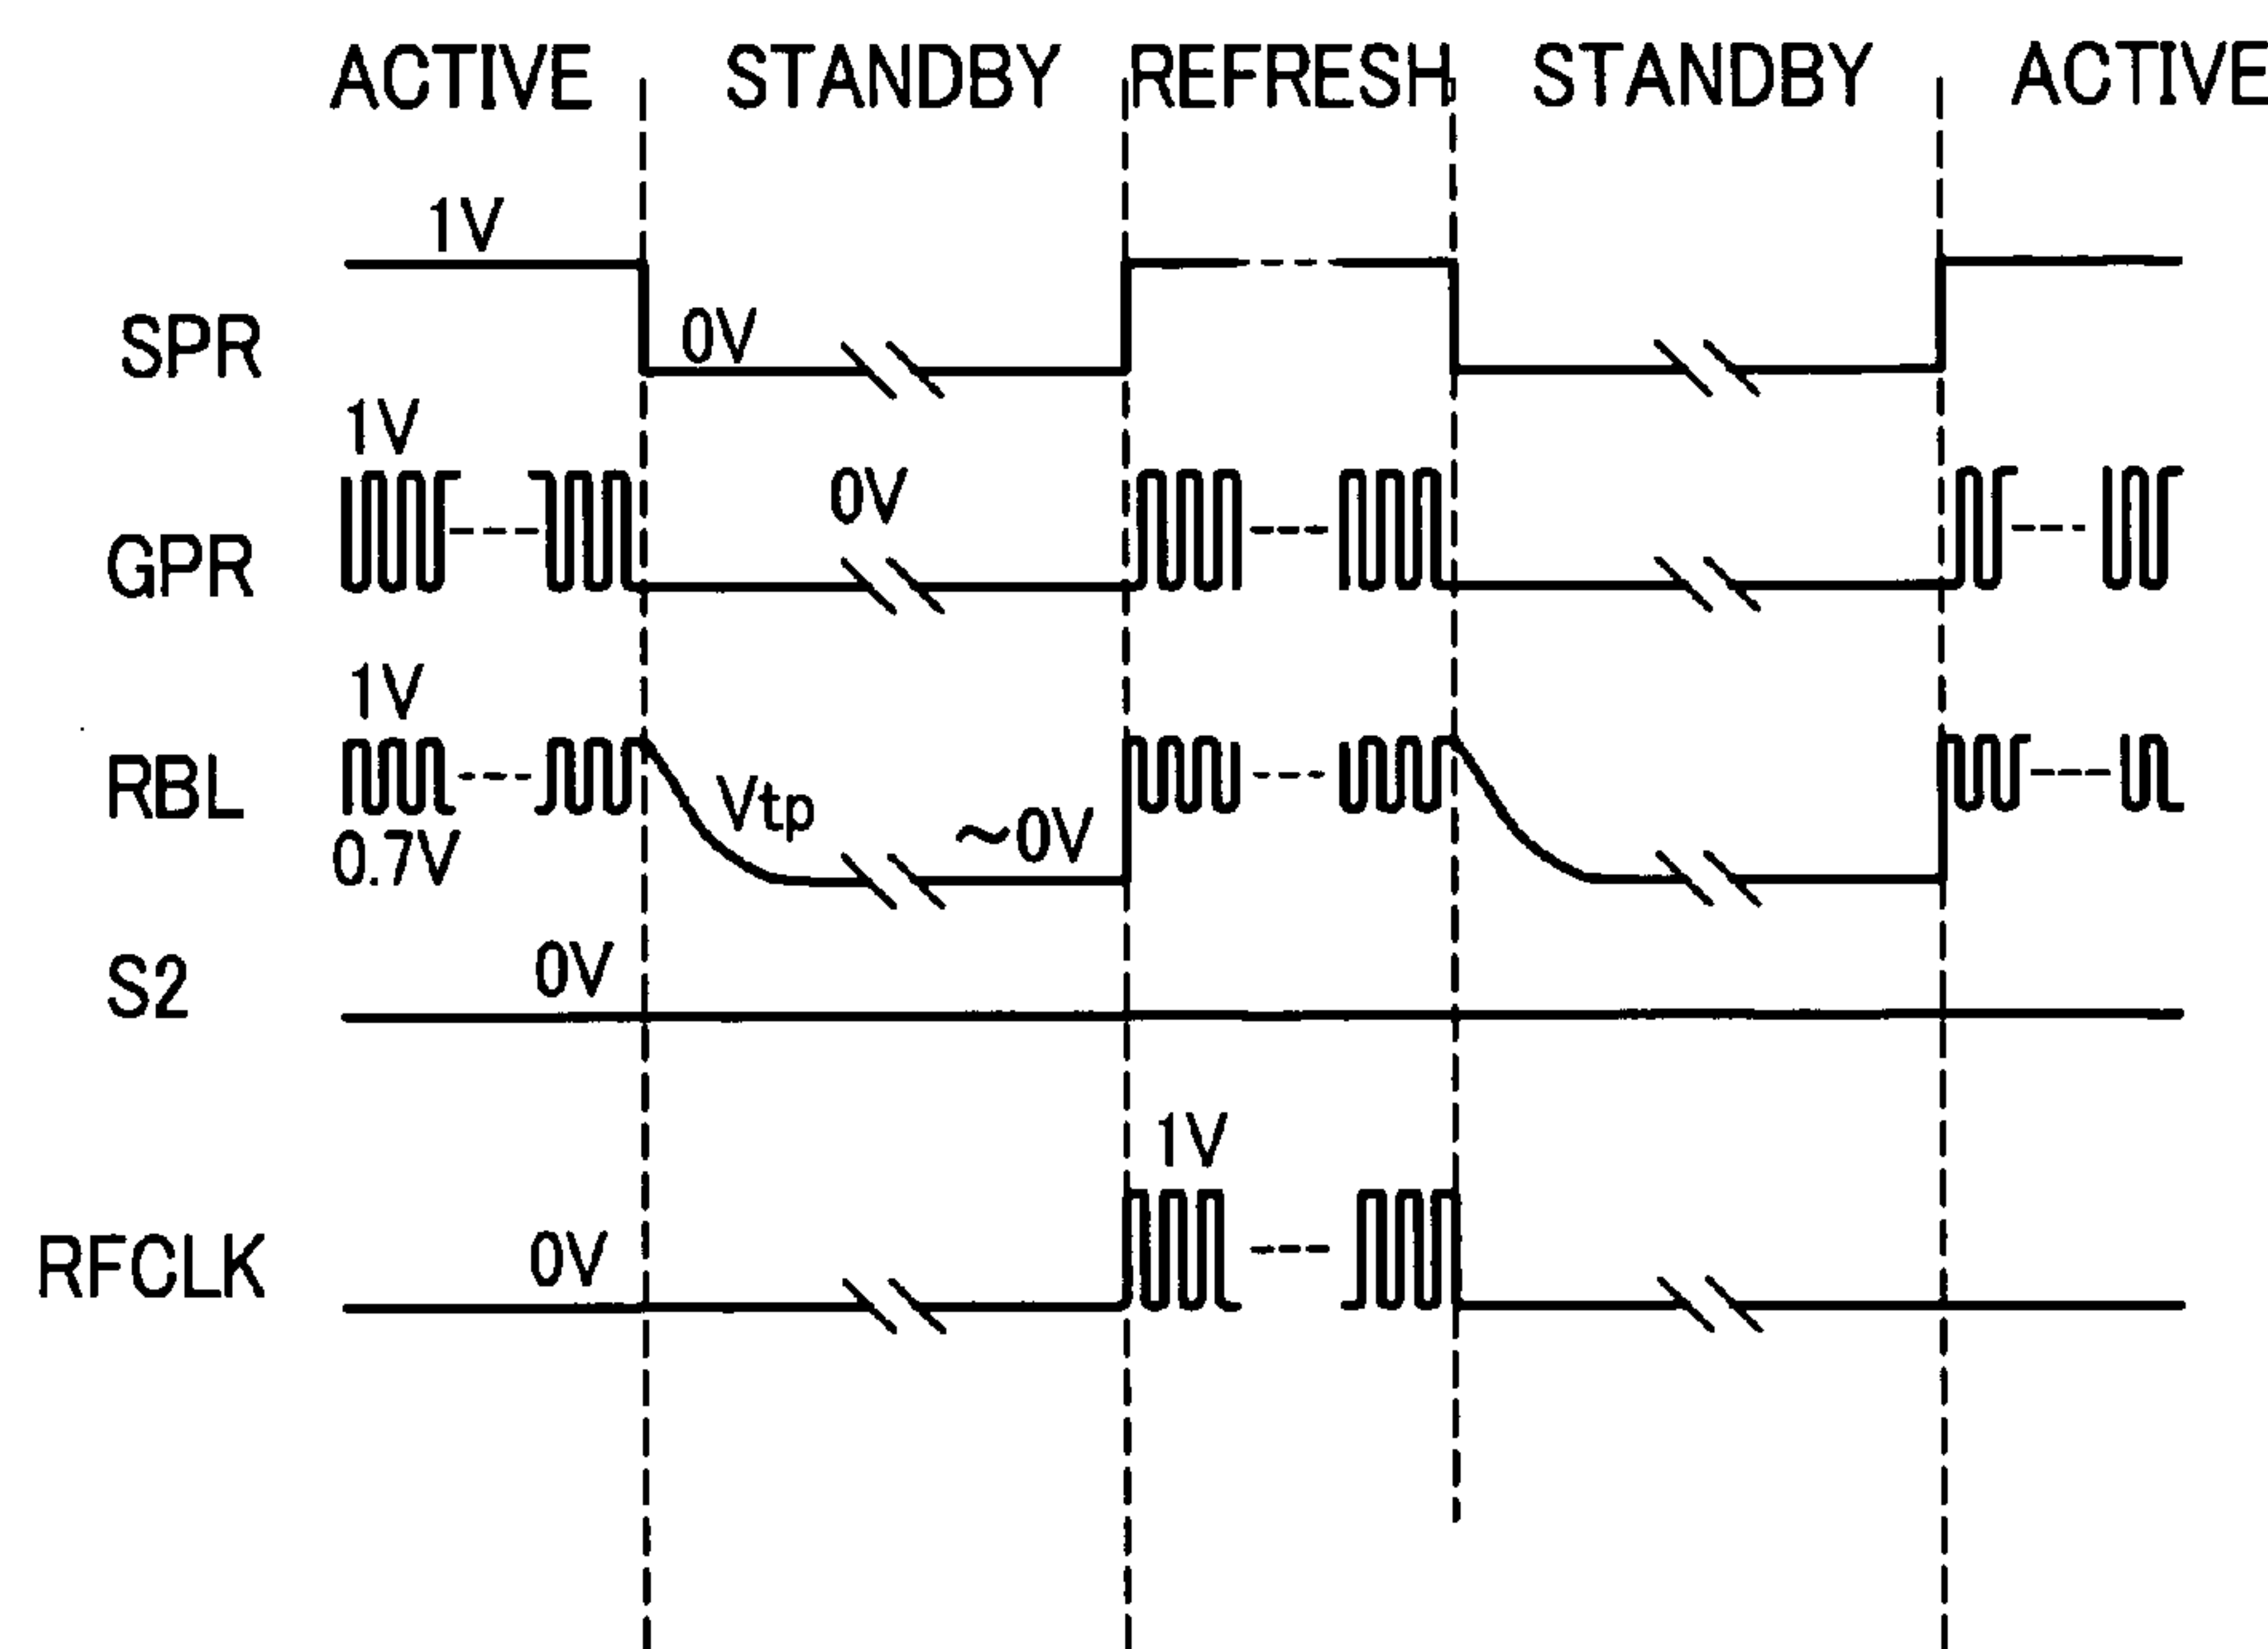 ACTIVE STANDBY REFRESH STANDBY ACTIVE
1V
SPR 0V
1V
GPR 0V
1V
RBL Vtp ~0V
0.7V
S2 0V
1V
RFCLK 0V